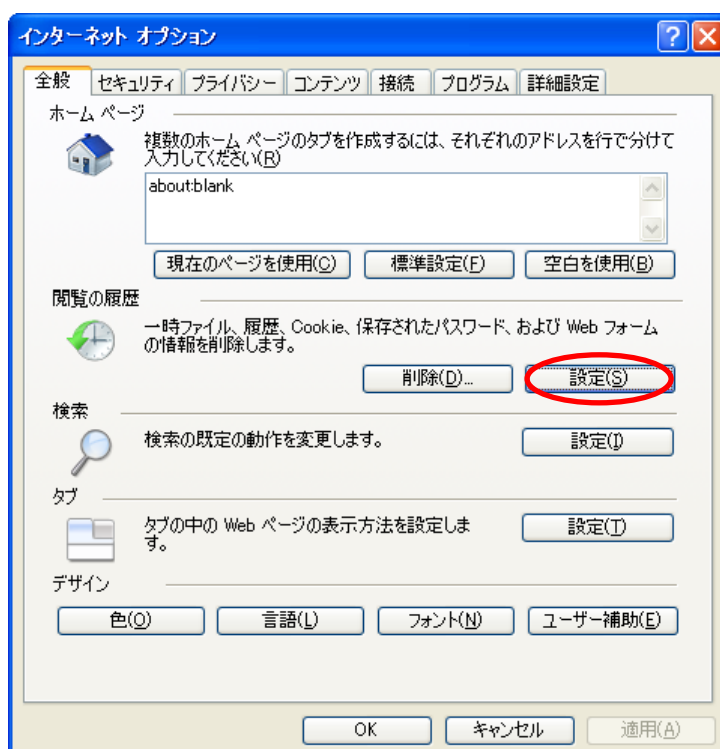 インターネット オプション
全般 セキュリティ プライバシー コンテンツ 接続 プログラム 詳細設定
ホーム ページ
複数のホーム ページのタブを作成するには、それぞれのアドレスを行で分けて
入力してください(R)
about:blank
現在のページを使用(C) 標準設定(F) 空白を使用(B)
閲覧の履歴
一時ファイル、履歴、Cookie、保存されたパスワード、および Web フォーム
の情報を削除します。
削除(D)... 設定(S)
検索
検索の既定の動作を変更します。 設定(I)
タブ
タブの中の Web ページの表示方法を設定しま
す。
設定(T)
デザイン
色(O) 言語(L) フォント(N) ユーザー補助(E)
OK キャンセル 適用(A)